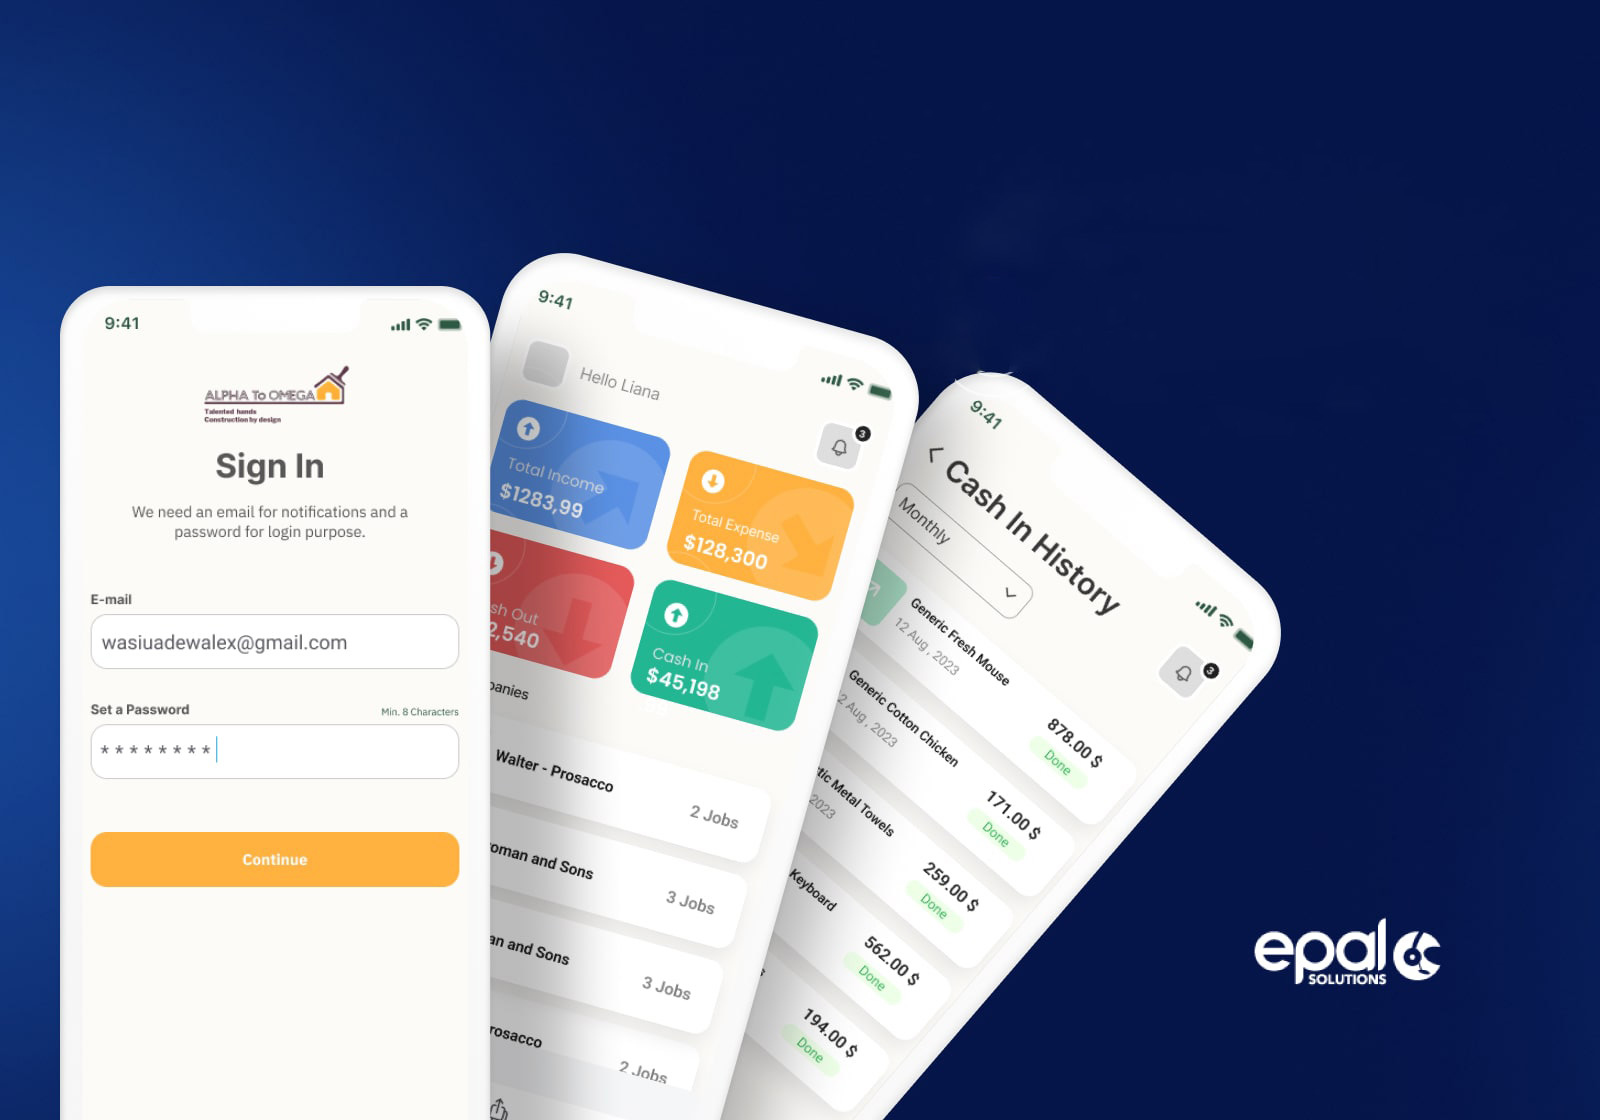 9:41
ALPHA To OMEGA
Talented hands
Construction by design
Sign In
We need an email for notifications and a
password for login purpose.
E-mail
wasiuadewalex@gmail.com
Set a Password
Min. 8 Characters
* * * * * * * *
Continue
9:41
Hello Liana
3
Total Income
$1283,99
Total Expense
$128,300
sh Out
2,540
Cash In
$45,198
panies
Walter - Prosacco
2 Jobs
oman and Sons
3 Jobs
an and Sons
3 Jobs
rosacco
2 Jobs
9:41
Cash In History
3
Monthly
Generic Fresh Mouse
12 Aug , 2023
878.00 $
Done
Generic Cotton Chicken
2 Aug , 2023
171.00 $
Done
tic Metal Towels
2023
259.00 $
Done
Keyboard
562.00 $
Done
194.00 $
Done
epal
SOLUTIONS